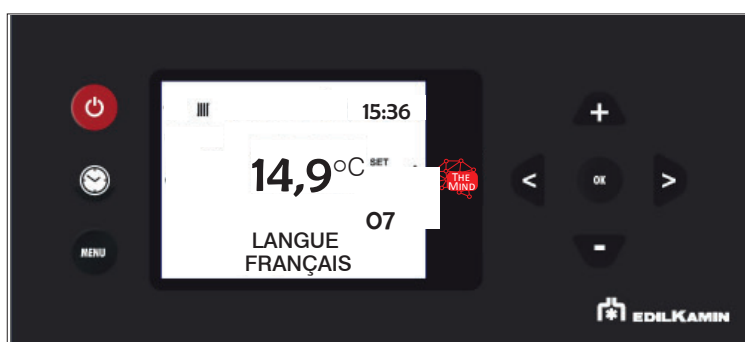 15:36
14,9°C SET
07
LANGUE
FRANÇAIS
MENU
THE
MIND
+
< OK >
-
EDILKAMIN